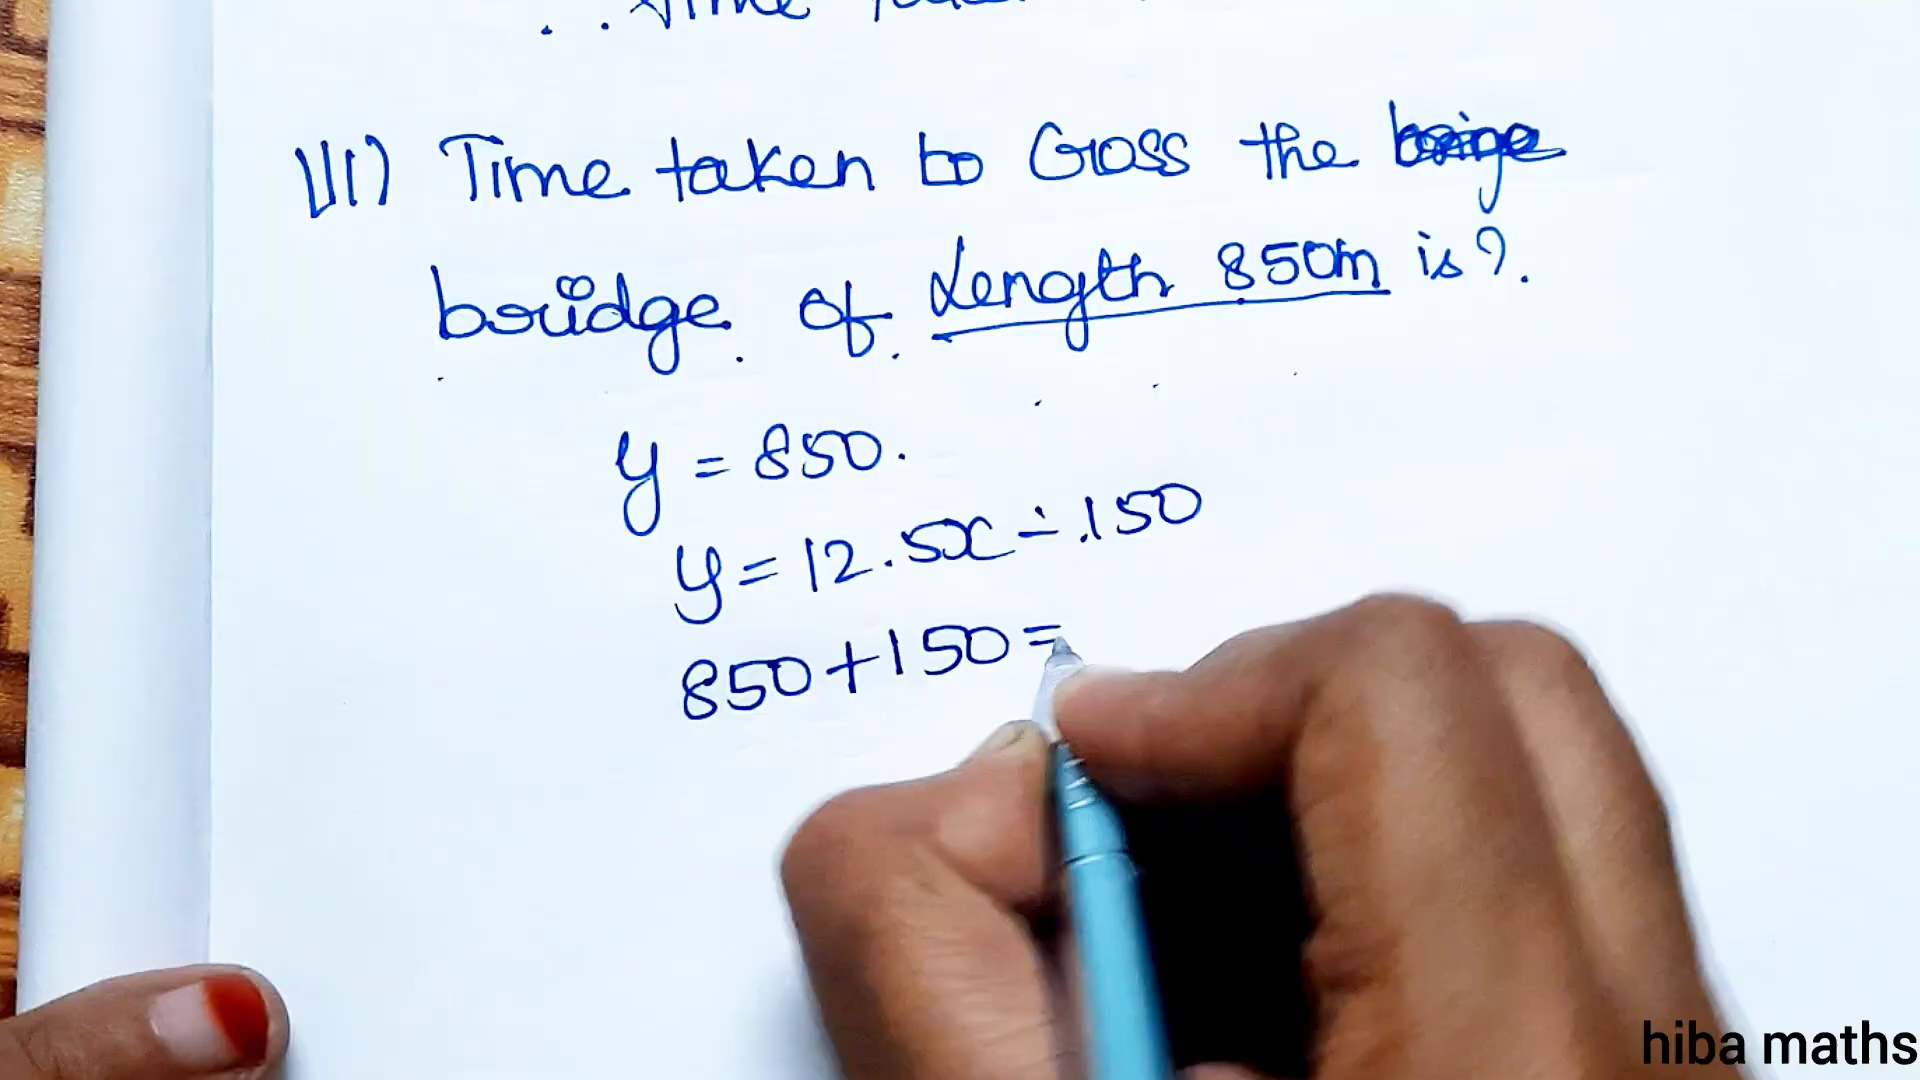 Time
III) Time taken to Cross the
bridge of Length 850m is?.
y = 850.
y = 12.5x - 150
850 + 150 =
hiba maths